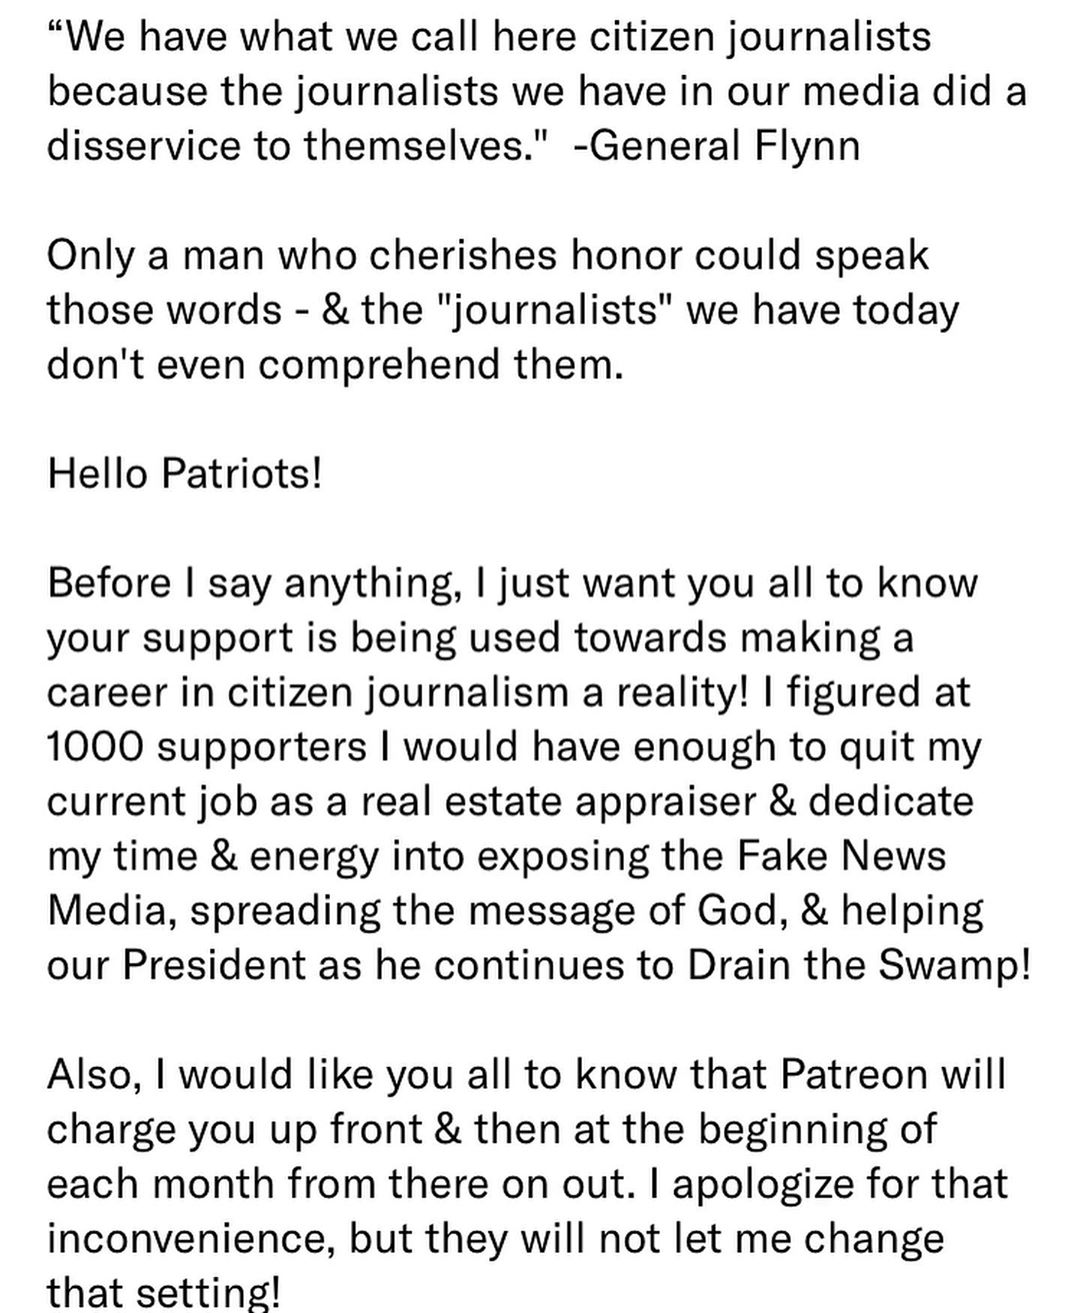 “We have what we call here citizen journalists
because the journalists we have in our media did a
disservice to themselves."  -General Flynn
Only a man who cherishes honor could speak
those words - & the "journalists" we have today
don't even comprehend them.
Hello Patriots!
Before I say anything, I just want you all to know
your support is being used towards making a
career in citizen journalism a reality! I figured at
1000 supporters I would have enough to quit my
current job as a real estate appraiser & dedicate
my time & energy into exposing the Fake News
Media, spreading the message of God, & helping
our President as he continues to Drain the Swamp!
Also, I would like you all to know that Patreon will
charge you up front & then at the beginning of
each month from there on out. I apologize for that
inconvenience, but they will not let me change
that setting!